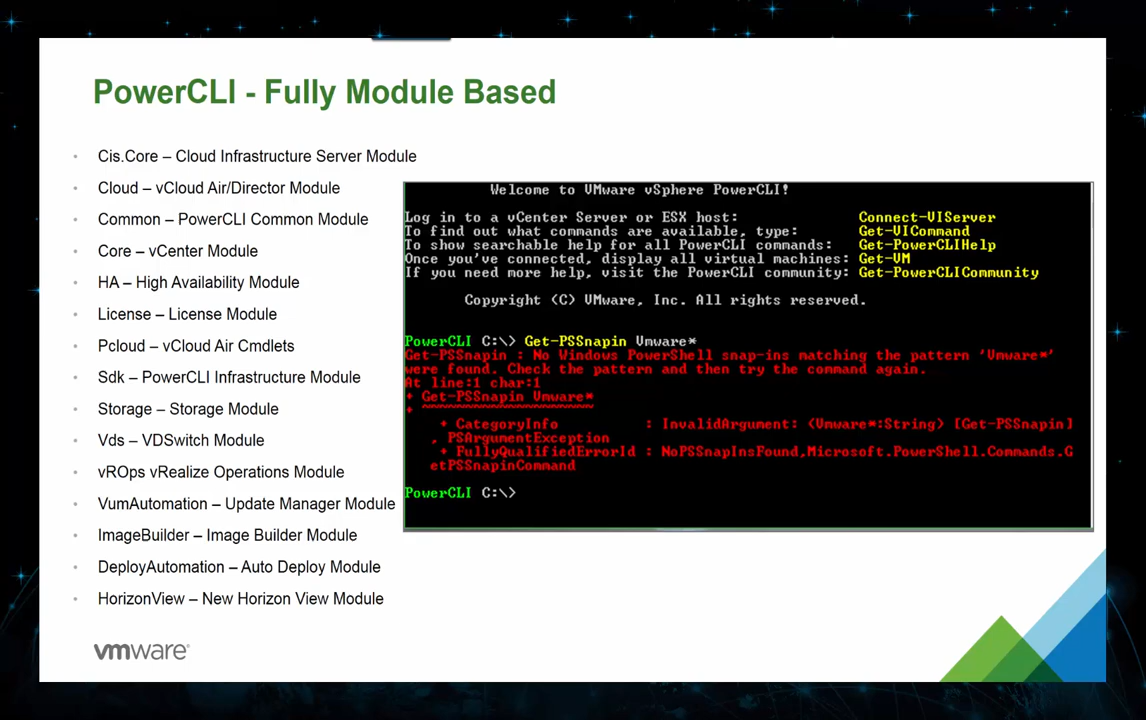 PowerCLI - Fully Module Based
• Cis.Core – Cloud Infrastructure Server Module
• Cloud – vCloud Air/Director Module
• Common – PowerCLI Common Module
• Core – vCenter Module
• HA – High Availability Module
• License – License Module
• Pcloud – vCloud Air Cmdlets
• Sdk – PowerCLI Infrastructure Module
• Storage – Storage Module
• Vds – VDSwitch Module
• vROps vRealize Operations Module
• VumAutomation – Update Manager Module
• ImageBuilder – Image Builder Module
• DeployAutomation – Auto Deploy Module
• HorizonView – New Horizon View Module
Welcome to VMware vSphere PowerCLI!
Log in to a vCenter Server or ESX host: Connect-VIServer
To find out what commands are available, type: Get-VICommand
To show searchable help for all PowerCLI commands: Get-PowerCLIHelp
Once you've connected, display all virtual machines: Get-VM
If you need more help, visit the PowerCLI community: Get-PowerCLICommunity
Copyright (C) VMware, Inc. All rights reserved.
PowerCLI C:\> Get-PSSnapin Vmware*
Get-PSSnapin : No Windows PowerShell snap-ins matching the pattern 'Vmware*'
were found. Check the pattern and then try the command again.
At line:1 char:1
+ Get-PSSnapin Vmware*
+ ~~~~~~~~~~~~~~~~~~~~
+ CategoryInfo : InvalidArgument: (Vmware*:String) [Get-PSSnapin]
, PSArgumentException
+ FullyQualifiedErrorId : NoPSSnapInsFound,Microsoft.PowerShell.Commands.G
etPSSnapinCommand
PowerCLI C:\>
vmware®